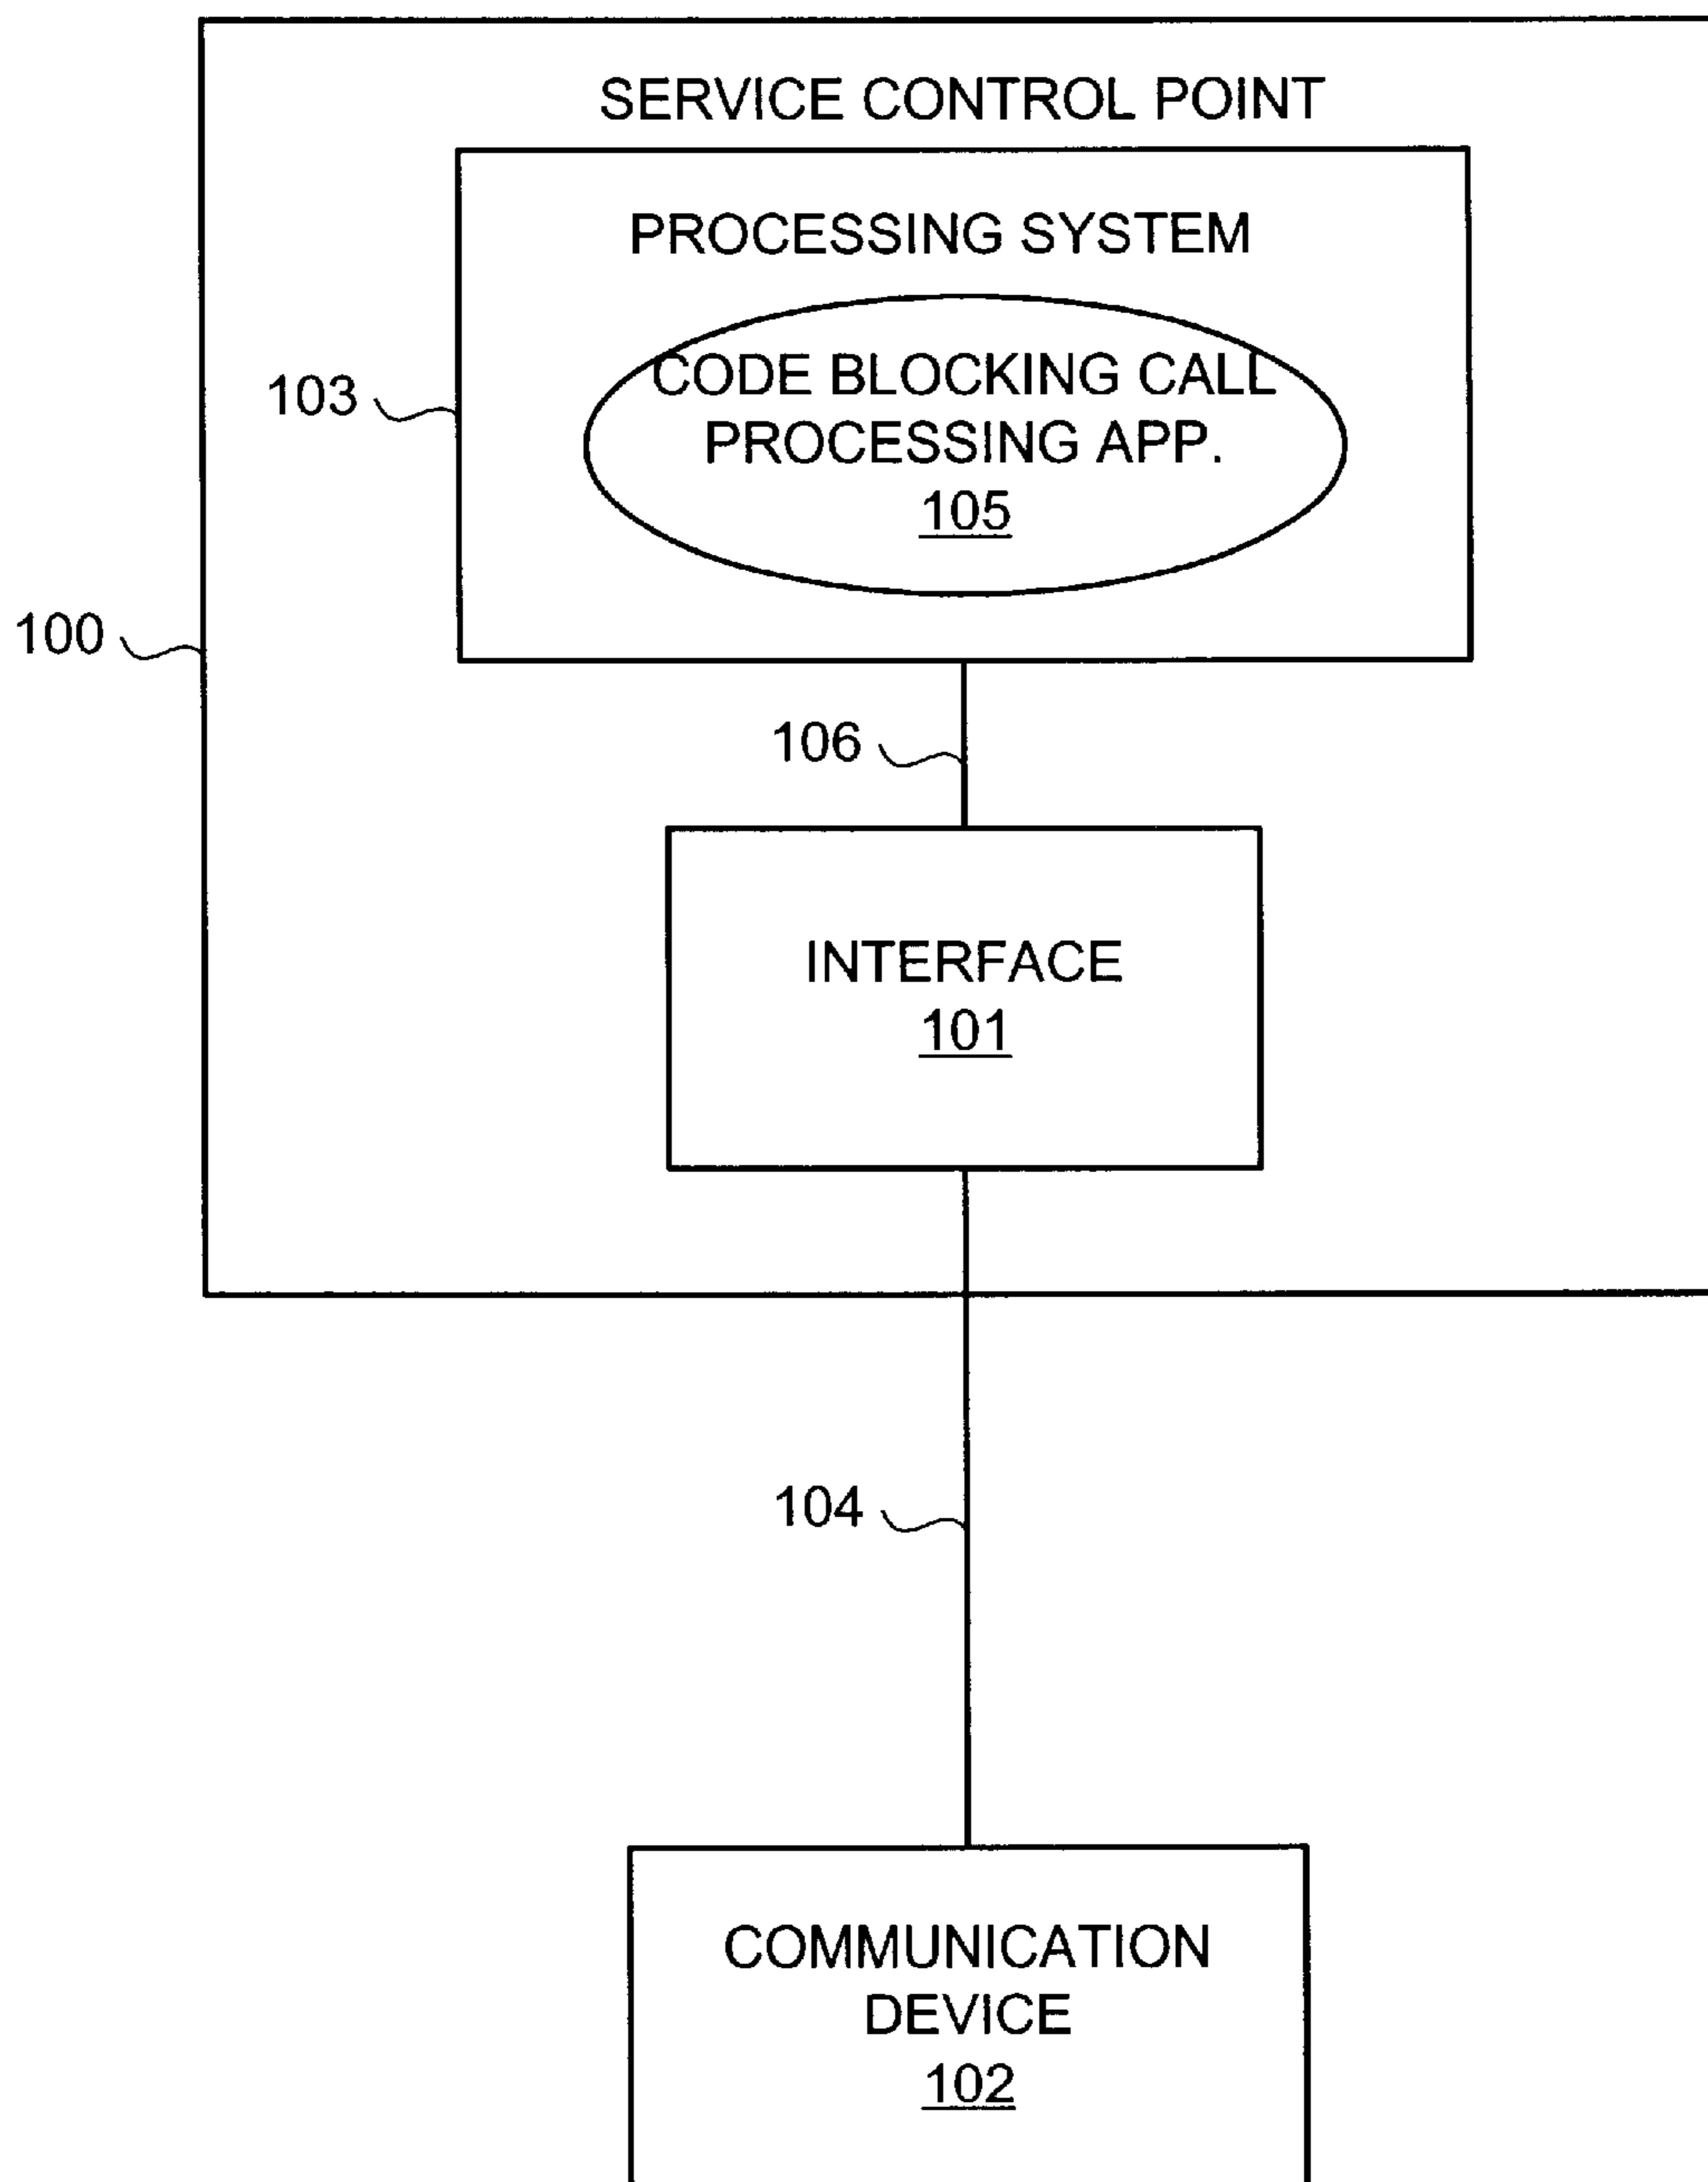 SERVICE CONTROL POINT
PROCESSING SYSTEM
CODE BLOCKING CALL
PROCESSING APP.
105
103
100
106
INTERFACE
101
104
COMMUNICATION
DEVICE
102